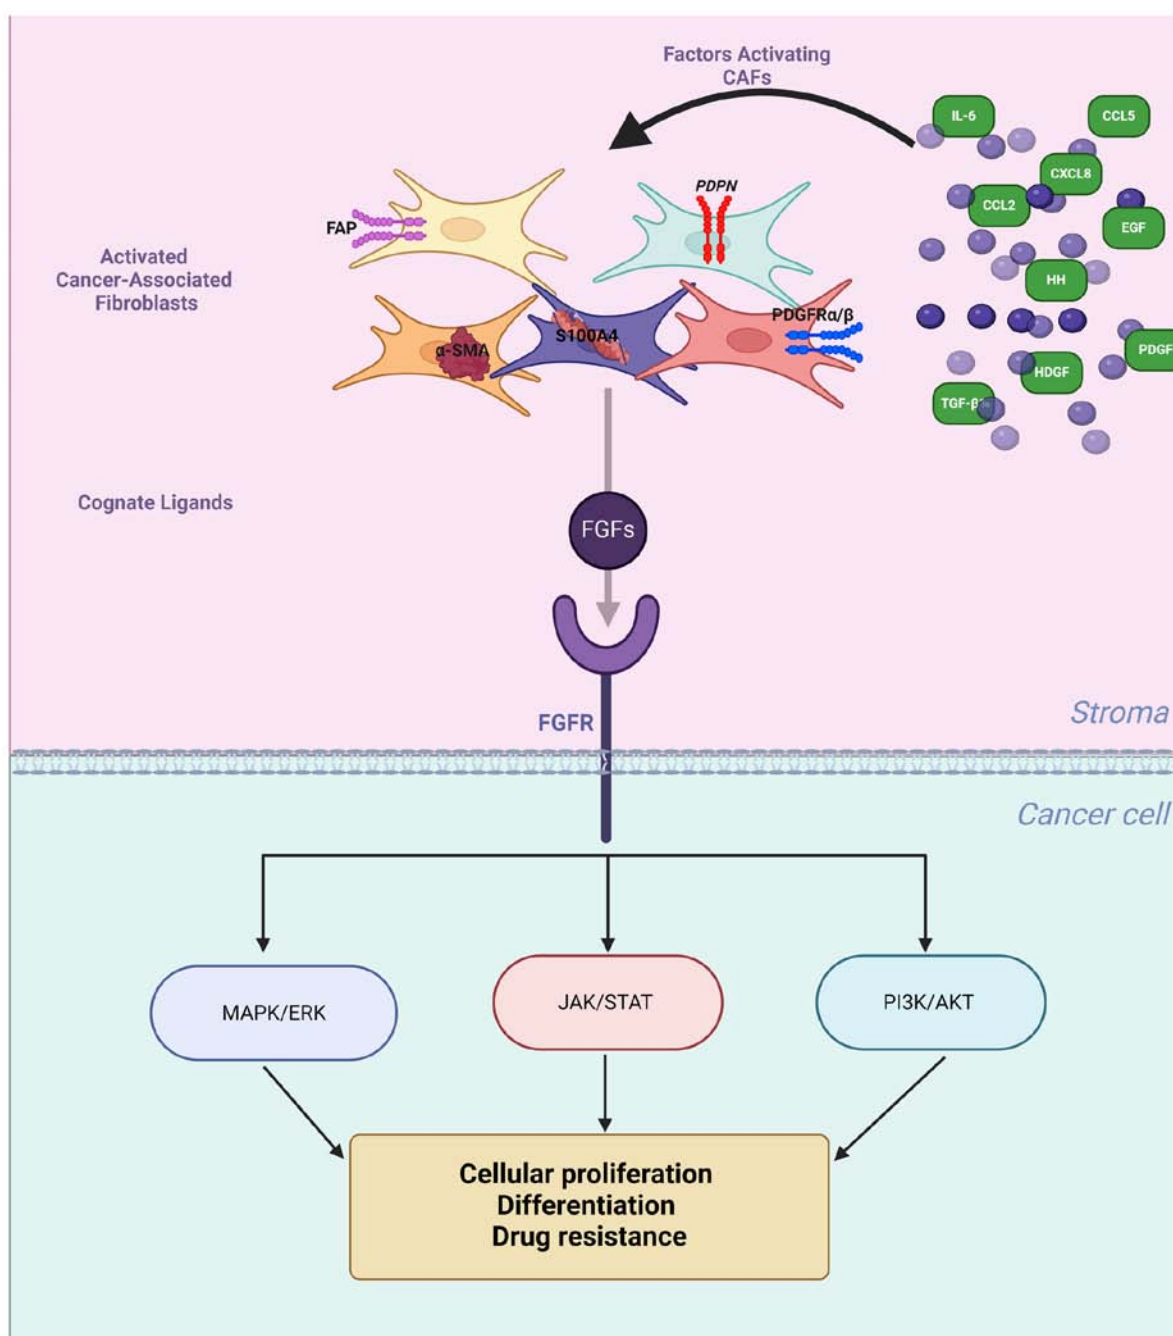 Factors Activating
CAFs
IL-6
CCL5
CXCL8
CCL2
EGF
HH
PDGF
HDGF
TGF-β
FAP
PDPN
Activated
Cancer-Associated
Fibroblasts
α-SMA
S100A4
PDGFRα/β
Cognate Ligands
FGFs
FGFR
Stroma
Cancer cell
MAPK/ERK
JAK/STAT
PI3K/AKT
Cellular proliferation
Differentiation
Drug resistance